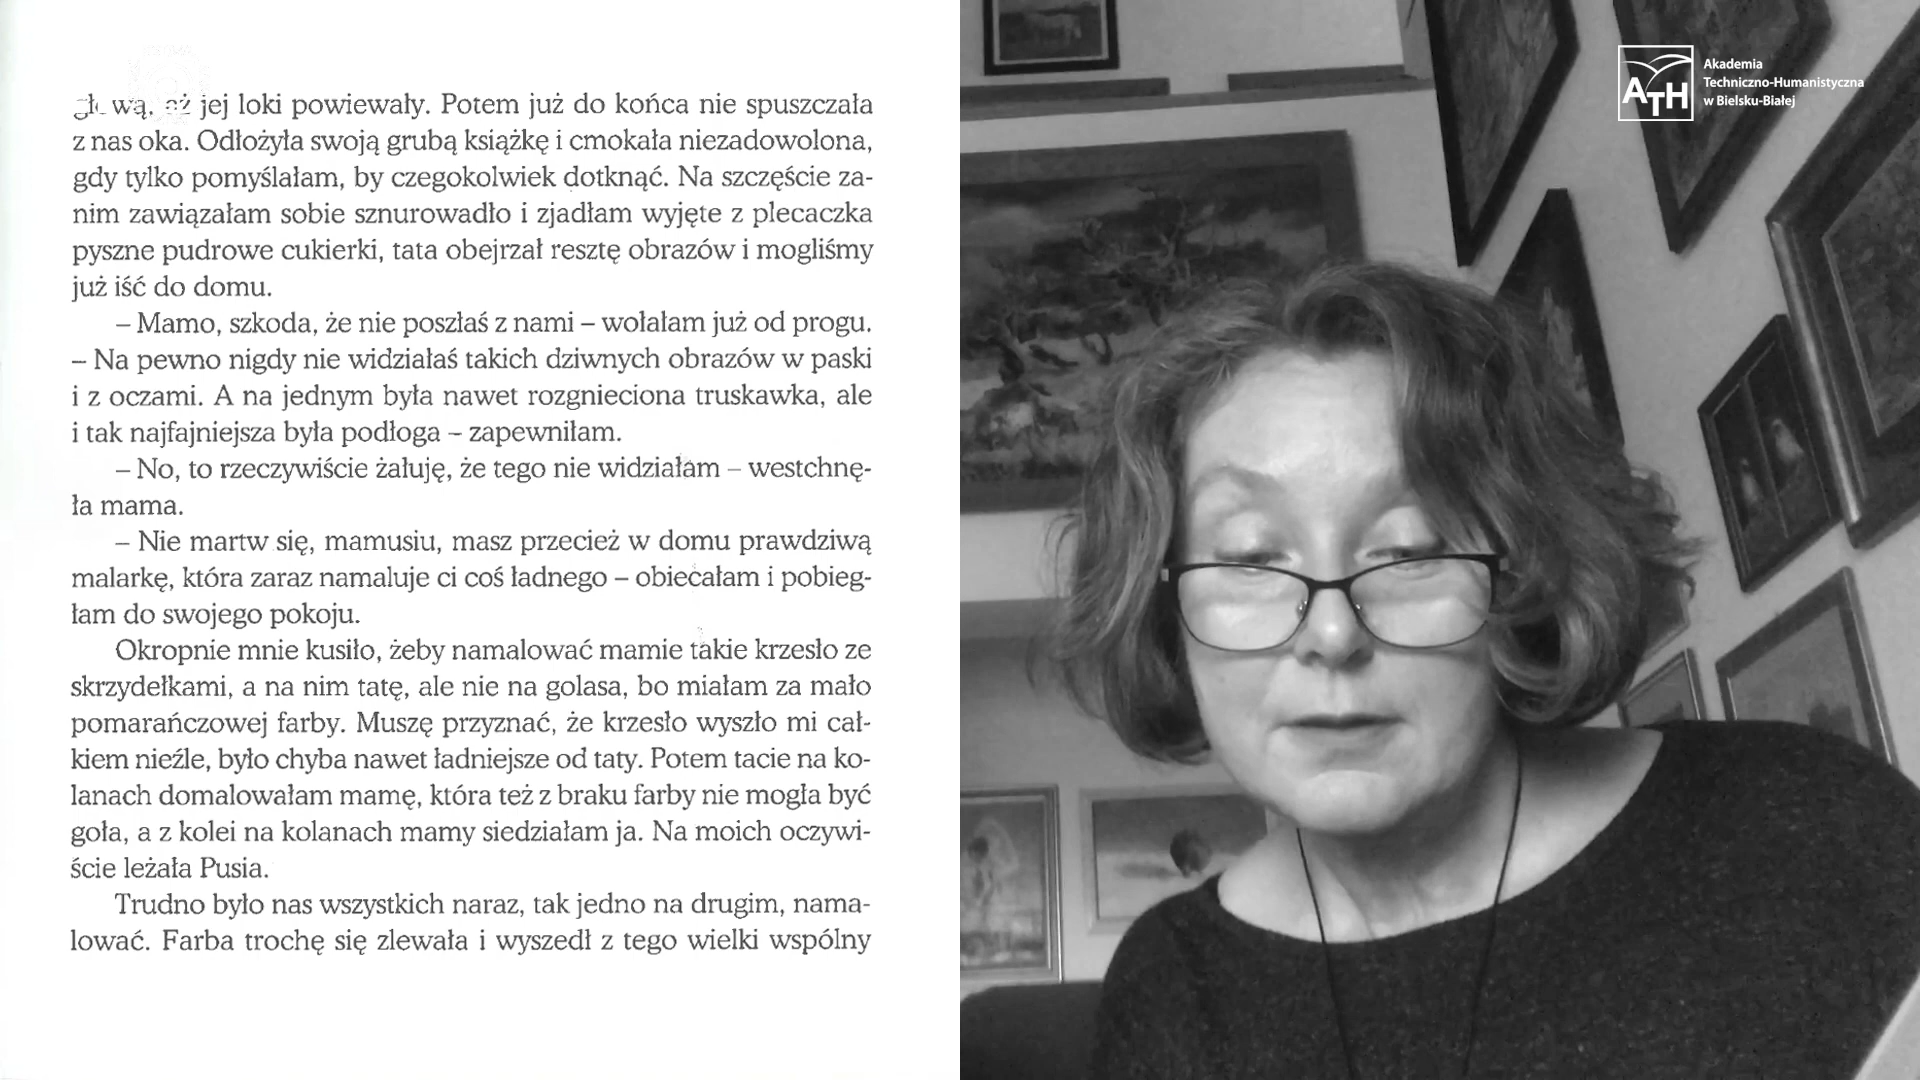 głową, aż jej loki powiewały. Potem już do końca nie spuszczała
z nas oka. Odłożyła swoją grubą książkę i cmokała niezadowolona,
gdy tylko pomyślałam, by czegokolwiek dotknąć. Na szczęście za-
nim zawiązałam sobie sznurowadło i zjadłam wyjęte z plecaczka
pyszne pudrowe cukierki, tata obejrzał resztę obrazów i mogliśmy
już iść do domu.
– Mamo, szkoda, że nie poszłaś z nami – wołałam już od progu.
– Na pewno nigdy nie widziałaś takich dziwnych obrazów w paski
i z oczami. A na jednym była nawet rozgnieciona truskawka, ale
i tak najfajniejsza była podłoga – zapewniłam.
– No, to rzeczywiście żałuję, że tego nie widziałam – westchnę-
ła mama.
– Nie martw się, mamusiu, masz przecież w domu prawdziwą
malarkę, która zaraz namaluje ci coś ładnego – obiecałam i pobieg-
łam do swojego pokoju.
Okropnie mnie kusiło, żeby namalować mamie takie krzesło ze
skrzydełkami, a na nim tatę, ale nie na golasa, bo miałam za mało
pomarańczowej farby. Muszę przyznać, że krzesło wyszło mi cał-
kiem nieźle, było chyba nawet ładniejsze od taty. Potem tacie na ko-
lanach domalowałam mamę, która też z braku farby nie mogła być
goła, a z kolei na kolanach mamy siedziałam ja. Na moich oczywi-
ście leżała Pusia.
Trudno było nas wszystkich naraz, tak jedno na drugim, nama-
lować. Farba trochę się zlewała i wyszedł z tego wielki wspólny
ATH
Akademia
Techniczno-Humanistyczna
w Bielsku-Białej